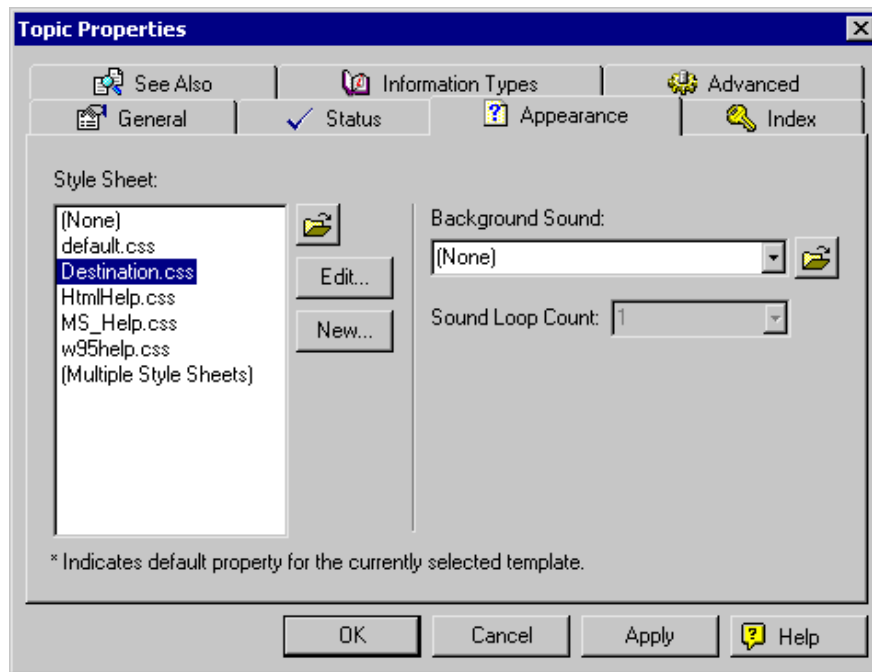 Topic Properties
See Also
Information Types
Advanced
General
Status
Appearance
Index
Style Sheet:
(None)
default.css
Destination.css
HtmlHelp.css
MS_Help.css
w95help.css
(Multiple Style Sheets)
Edit...
New...
Background Sound:
(None)
Sound Loop Count: 1
* Indicates default property for the currently selected template.
OK
Cancel
Apply
Help